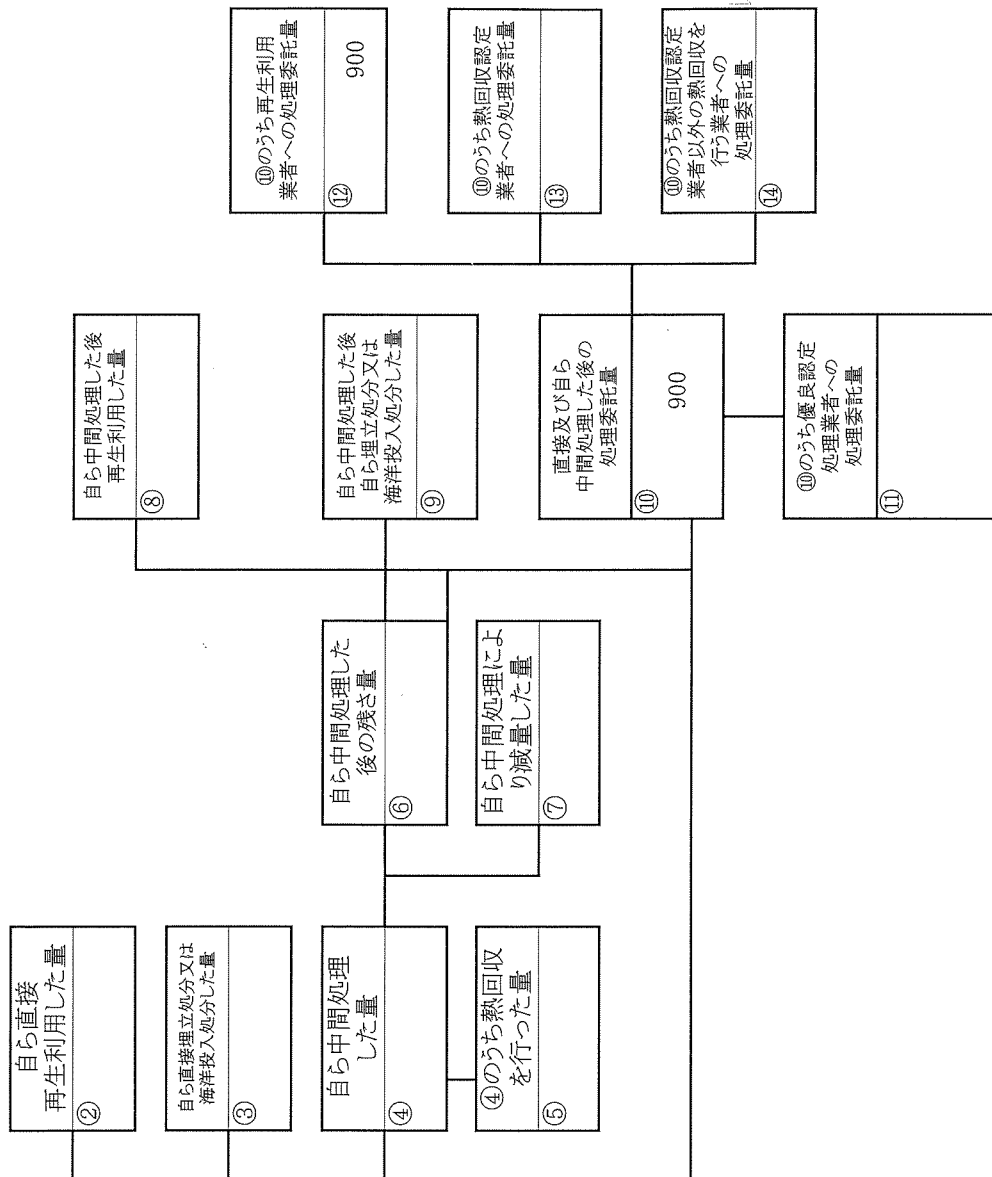 自ら直接
再生利用した量
②
自ら直接埋立処分又は
海洋投入処分した量
③
自ら中間処理
した量
④
④のうち熱回収
を行った量
⑤
自ら中間処理した
後の残さ量
⑥
自ら中間処理によ
り減量した量
⑦
自ら中間処理した後
再生利用した量
⑧
自ら中間処理した後
自ら埋立処分又は
海洋投入処分した量
⑨
直接及び自ら
中間処理した後の
処理委託量
⑩
900
⑩のうち優良認定
処理業者への
処理委託量
⑪
⑩のうち再生利用
業者への処理委託量
⑫
900
⑩のうち熱回収認定
業者への処理委託量
⑬
⑩のうち熱回収認定
業者以外の熱回収を
行う業者への
処理委託量
⑭